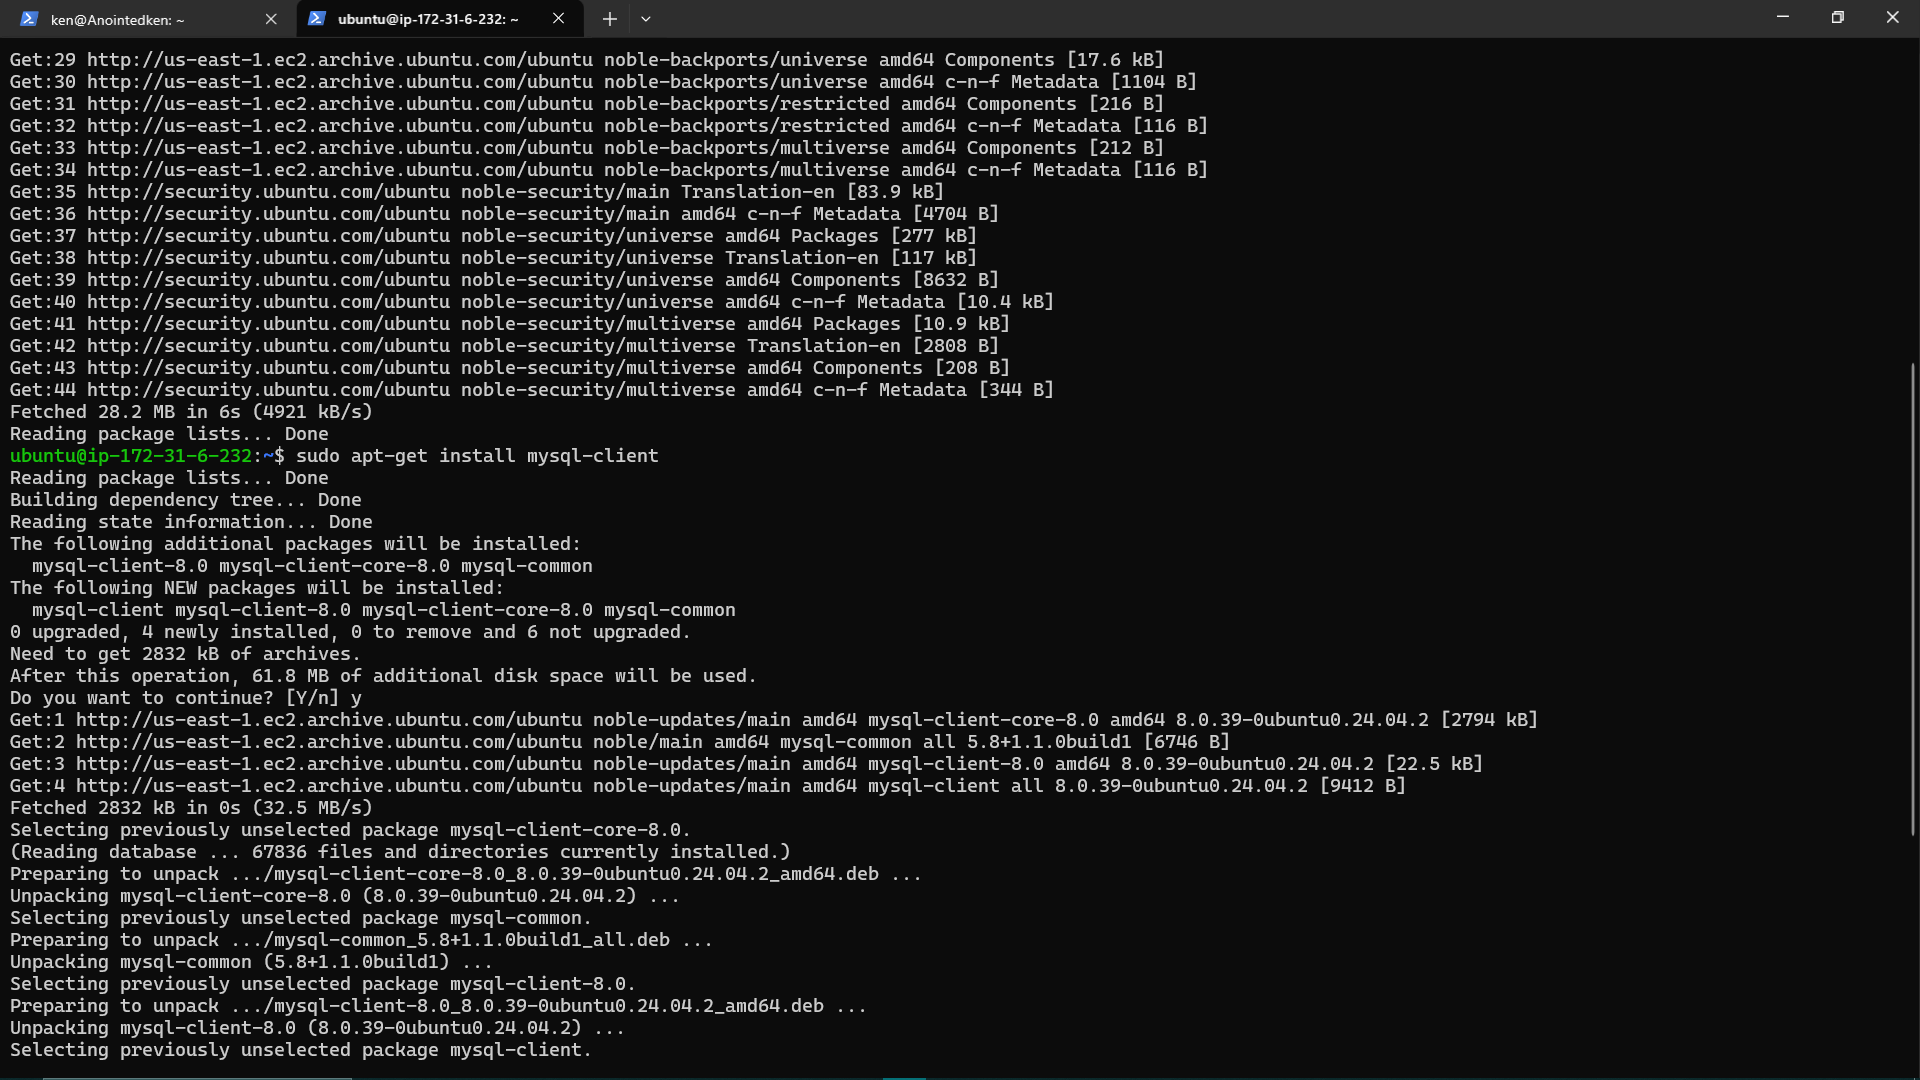 ken@Anointedken: ~
ubuntu@ip-172-31-6-232: ~
Get:29 http://us-east-1.ec2.archive.ubuntu.com/ubuntu noble-backports/universe amd64 Components [17.6 kB]
Get:30 http://us-east-1.ec2.archive.ubuntu.com/ubuntu noble-backports/universe amd64 c-n-f Metadata [1104 B]
Get:31 http://us-east-1.ec2.archive.ubuntu.com/ubuntu noble-backports/restricted amd64 Components [216 B]
Get:32 http://us-east-1.ec2.archive.ubuntu.com/ubuntu noble-backports/restricted amd64 c-n-f Metadata [116 B]
Get:33 http://us-east-1.ec2.archive.ubuntu.com/ubuntu noble-backports/multiverse amd64 Components [212 B]
Get:34 http://us-east-1.ec2.archive.ubuntu.com/ubuntu noble-backports/multiverse amd64 c-n-f Metadata [116 B]
Get:35 http://security.ubuntu.com/ubuntu noble-security/main Translation-en [83.9 kB]
Get:36 http://security.ubuntu.com/ubuntu noble-security/main amd64 c-n-f Metadata [4704 B]
Get:37 http://security.ubuntu.com/ubuntu noble-security/universe amd64 Packages [277 kB]
Get:38 http://security.ubuntu.com/ubuntu noble-security/universe Translation-en [117 kB]
Get:39 http://security.ubuntu.com/ubuntu noble-security/universe amd64 Components [8632 B]
Get:40 http://security.ubuntu.com/ubuntu noble-security/universe amd64 c-n-f Metadata [10.4 kB]
Get:41 http://security.ubuntu.com/ubuntu noble-security/multiverse amd64 Packages [10.9 kB]
Get:42 http://security.ubuntu.com/ubuntu noble-security/multiverse Translation-en [2808 B]
Get:43 http://security.ubuntu.com/ubuntu noble-security/multiverse amd64 Components [208 B]
Get:44 http://security.ubuntu.com/ubuntu noble-security/multiverse amd64 c-n-f Metadata [344 B]
Fetched 28.2 MB in 6s (4921 kB/s)
Reading package lists... Done
ubuntu@ip-172-31-6-232:~$ sudo apt-get install mysql-client
Reading package lists... Done
Building dependency tree... Done
Reading state information... Done
The following additional packages will be installed:
  mysql-client-8.0 mysql-client-core-8.0 mysql-common
The following NEW packages will be installed:
  mysql-client mysql-client-8.0 mysql-client-core-8.0 mysql-common
0 upgraded, 4 newly installed, 0 to remove and 6 not upgraded.
Need to get 2832 kB of archives.
After this operation, 61.8 MB of additional disk space will be used.
Do you want to continue? [Y/n] y
Get:1 http://us-east-1.ec2.archive.ubuntu.com/ubuntu noble-updates/main amd64 mysql-client-core-8.0 amd64 8.0.39-0ubuntu0.24.04.2 [2794 kB]
Get:2 http://us-east-1.ec2.archive.ubuntu.com/ubuntu noble/main amd64 mysql-common all 5.8+1.1.0build1 [6746 B]
Get:3 http://us-east-1.ec2.archive.ubuntu.com/ubuntu noble-updates/main amd64 mysql-client-8.0 amd64 8.0.39-0ubuntu0.24.04.2 [22.5 kB]
Get:4 http://us-east-1.ec2.archive.ubuntu.com/ubuntu noble-updates/main amd64 mysql-client all 8.0.39-0ubuntu0.24.04.2 [9412 B]
Fetched 2832 kB in 0s (32.5 MB/s)
Selecting previously unselected package mysql-client-core-8.0.
(Reading database ... 67836 files and directories currently installed.)
Preparing to unpack .../mysql-client-core-8.0_8.0.39-0ubuntu0.24.04.2_amd64.deb ...
Unpacking mysql-client-core-8.0 (8.0.39-0ubuntu0.24.04.2) ...
Selecting previously unselected package mysql-common.
Preparing to unpack .../mysql-common_5.8+1.1.0build1_all.deb ...
Unpacking mysql-common (5.8+1.1.0build1) ...
Selecting previously unselected package mysql-client-8.0.
Preparing to unpack .../mysql-client-8.0_8.0.39-0ubuntu0.24.04.2_amd64.deb ...
Unpacking mysql-client-8.0 (8.0.39-0ubuntu0.24.04.2) ...
Selecting previously unselected package mysql-client.